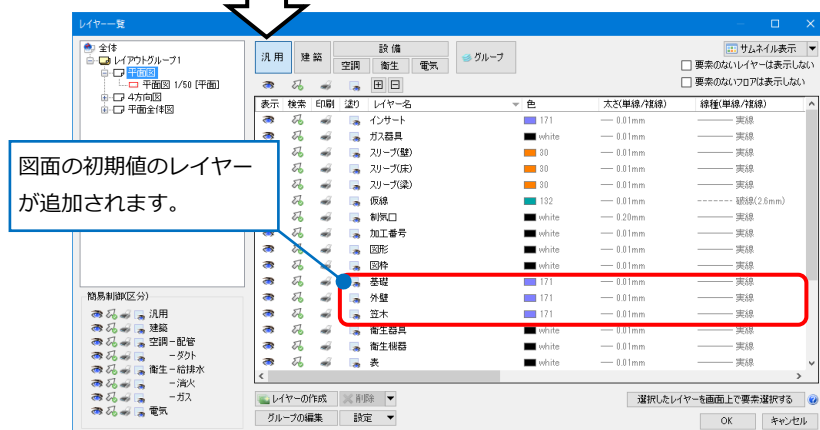 レイヤー一覧
全体
レイアウトグループ1
平面図
平面図 1/50 [平面]
4方向図
平面全体図
汎用 建築 設備 グループ
空調 衛生 電気
サムネイル表示
要素のないレイヤーは表示しない
要素のないフロアは表示しない
表示 検索 印刷 塗り レイヤー名 色 太さ(単線/複線) 線種(単線/複線)
インサート 171 0.01mm 実線
ガス器具 white 0.01mm 実線
スリーブ(壁) 30 0.01mm 実線
スリーブ(床) 30 0.01mm 実線
スリーブ(梁) 30 0.01mm 実線
仮線 132 0.01mm 破線(2.6mm)
制気口 white 0.20mm 実線
加工番号 white 0.01mm 実線
図形 white 0.01mm 実線
図枠 white 0.01mm 実線
基礎 171 0.01mm 実線
外壁 171 0.01mm 実線
笠木 171 0.01mm 実線
衛生器具 white 0.01mm 実線
衛生機器 white 0.01mm 実線
表 white 0.01mm 実線
図面の初期値のレイヤー
が追加されます。
簡易制御(区分)
汎用
建築
空調－配管
－ダクト
衛生－給排水
－消火
－ガス
電気
レイヤーの作成 削除 選択したレイヤーを画面上で要素選択する
グループの編集 設定 OK キャンセル